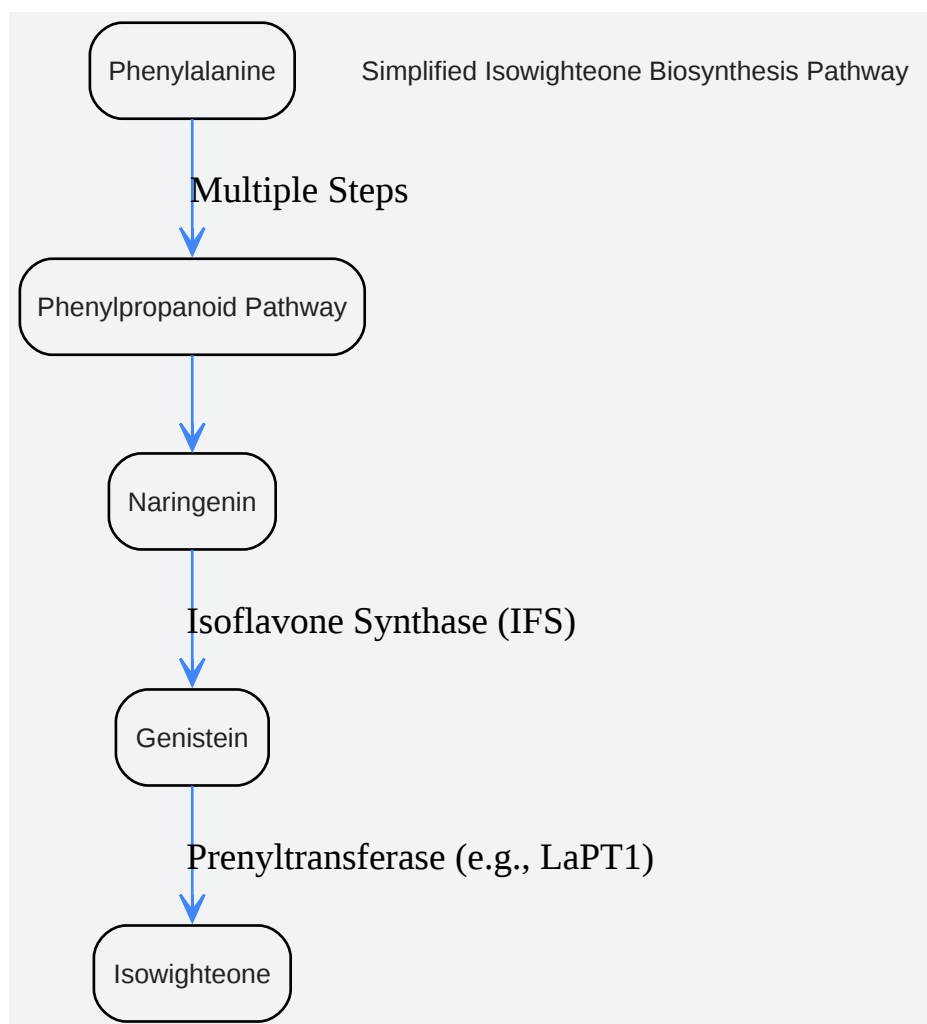 Phenylalanine
Simplified Isowighteone Biosynthesis Pathway
Multiple Steps
Phenylpropanoid Pathway
Naringenin
Isoflavone Synthase (IFS)
Genistein
Prenyltransferase (e.g., LaPT1)
Isowighteone